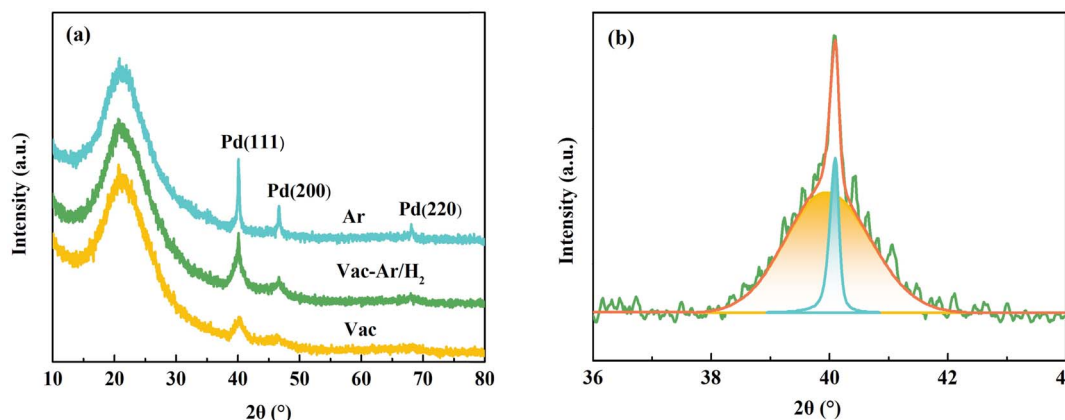 (a)
Pd(111)
Pd(200)
Pd(220)
Ar
Vac-Ar/H₂
Vac
Intensity (a.u.)
10 20 30 40 50 60 70 80
2θ (°)
(b)
Intensity (a.u.)
36 38 40 42
2θ (°)